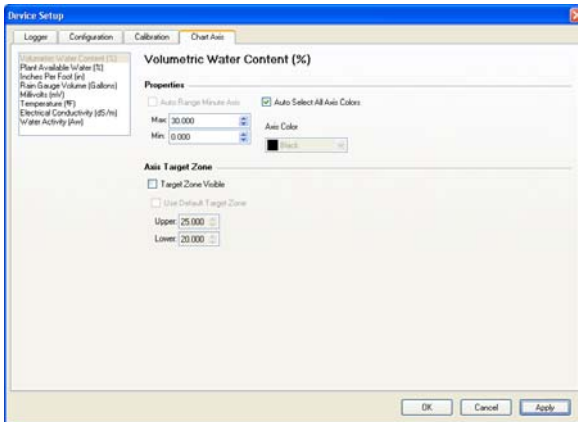 Device Setup
Logger Configuration Calibration Chart Axis
Volumetric Water Content (%)
Plant Available Water (%)
Inches Per Foot (in)
Rain Gauge Volume (Gallons)
Millivolts (mV)
Temperature (ºF)
Electrical Conductivity (dS/m)
Water Activity (Aw)
Volumetric Water Content (%)
Properties
Auto Range Minute Axis
Auto Select All Axis Colors
Max: 30.000
Min: 0.000
Axis Color
Black
Axis Target Zone
Target Zone Visible
Use Default Target Zone
Upper: 25.000
Lower: 20.000
OK Cancel Apply